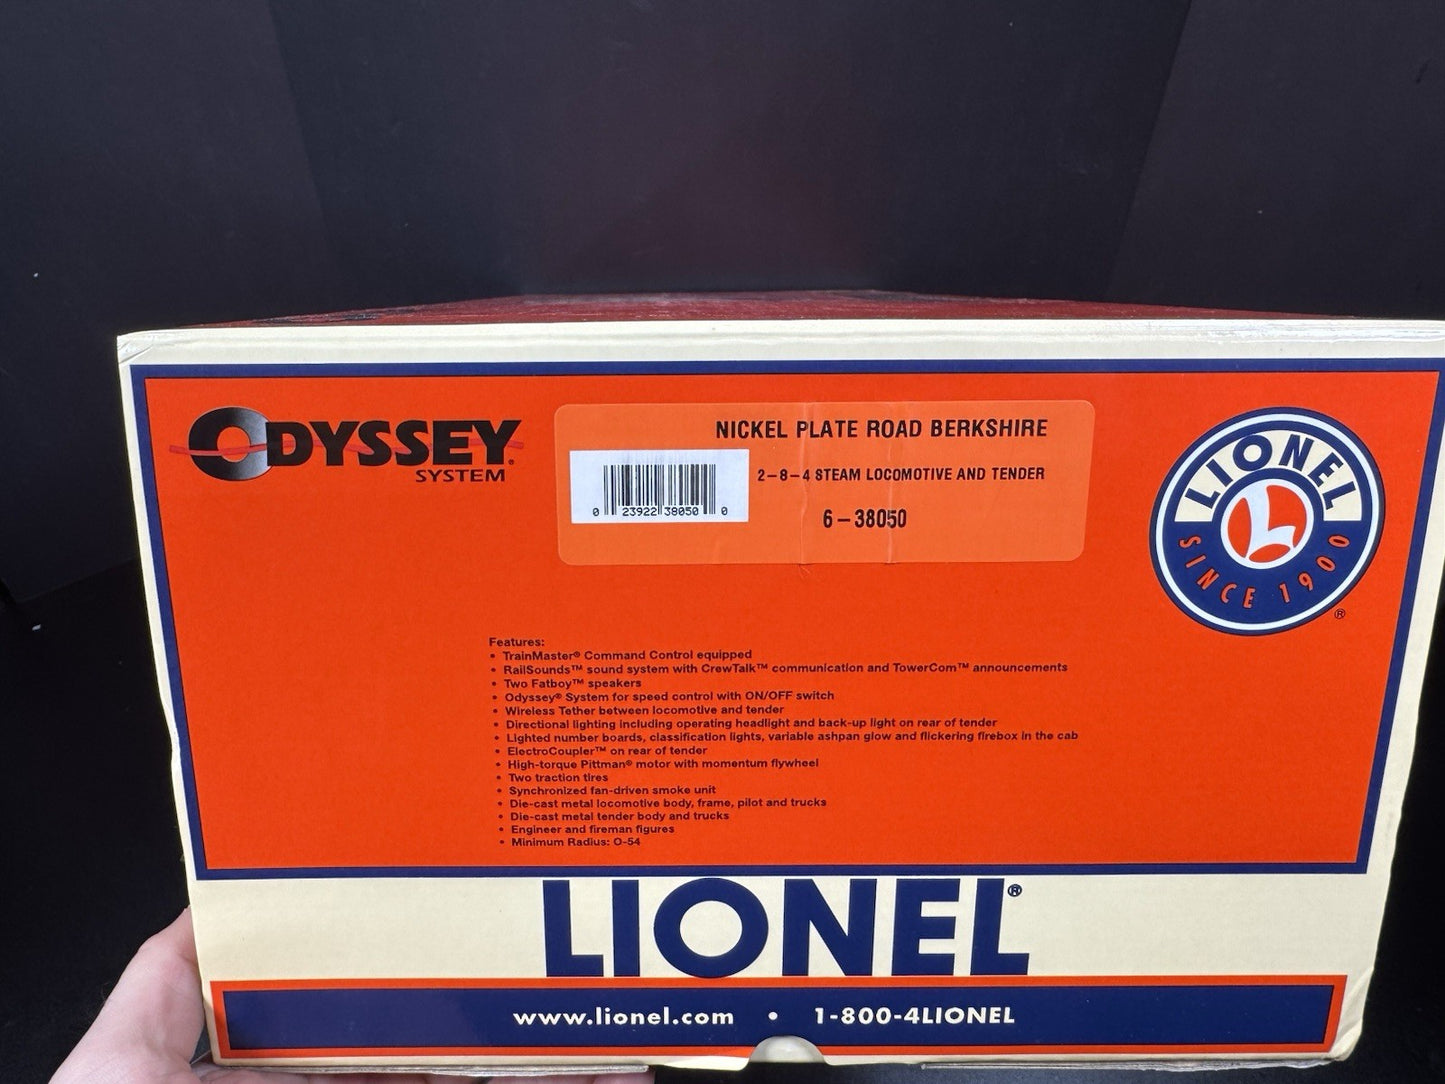 ODYSSEY
SYSTEM®
NICKEL PLATE ROAD BERKSHIRE
2-8-4 STEAM LOCOMOTIVE AND TENDER
6-38050
0 23922 38050 0
LIONEL
L
SINCE 1900
®
Features:
• TrainMaster® Command Control equipped
• RailSounds™ sound system with CrewTalk™ communication and TowerCom™ announcements
• Two Fatboy™ speakers
• Odyssey® System for speed control with ON/OFF switch
• Wireless Tether between locomotive and tender
• Directional lighting including operating headlight and back-up light on rear of tender
• Lighted number boards, classification lights, variable ashpan glow and flickering firebox in the cab
• ElectroCoupler™ on rear of tender
• High-torque Pittman® motor with momentum flywheel
• Two traction tires
• Synchronized fan-driven smoke unit
• Die-cast metal locomotive body, frame, pilot and trucks
• Die-cast metal tender body and trucks
• Engineer and fireman figures
• Minimum Radius: O-54
LIONEL®
www.lionel.com • 1-800-4LIONEL